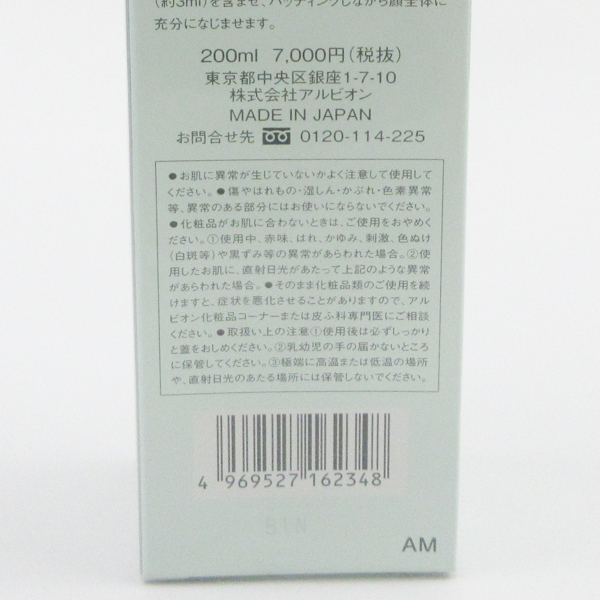 (約3ml)を含ませ、パッティングしながら顔全体に
充分になじませます。
200ml 7,000円(税抜)
東京都中央区銀座1-7-10
株式会社アルビオン
MADE IN JAPAN
お問合せ先 0120-114-225
●お肌に異常が生じていないかよく注意して使用して
ください。●傷やはれもの・湿しん・かぶれ・色素異常
等、異常のある部分にはお使いにならないでください。
●化粧品がお肌に合わないときは、ご使用をおやめく
ださい。①使用中、赤味、はれ、かゆみ、刺激、色ぬけ
(白斑等)や黒ずみ等の異常があらわれた場合。②使
用したお肌に、直射日光があたって上記のような異常
があらわれた場合。●そのまま化粧品類のご使用を続
けますと、症状を悪化させることがありますので、アル
ビオン化粧品コーナーまたは皮ふ科専門医にご相談
ください。●取扱い上の注意①使用後は必ずしっかり
と蓋をおしめください。②乳幼児の手の届かないところ
に保管してください。③極端に高温または低温の場所
や、直射日光のあたる場所には保管しないでください。
4 969527 162348
AM